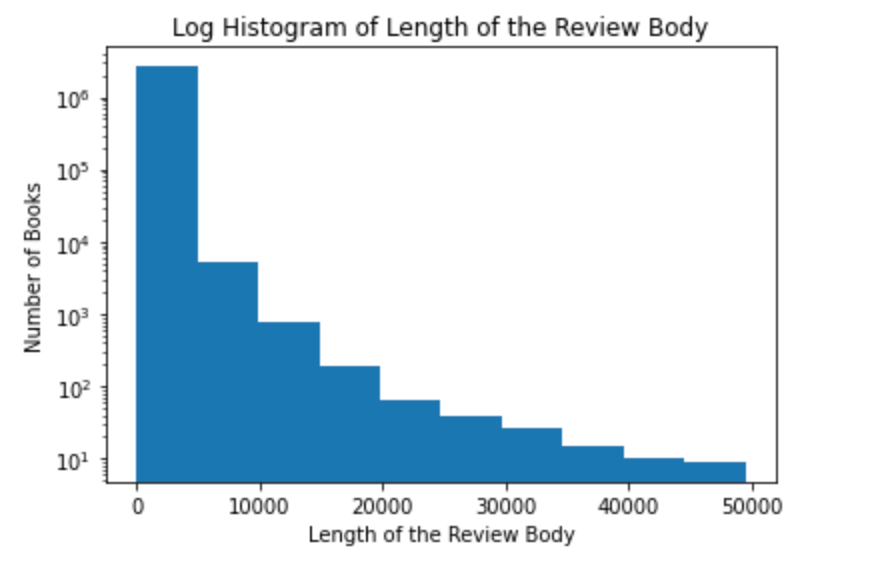 Log Histogram of Length of the Review Body
Number of Books
10⁶
10⁵
10⁴
10³
10²
10¹
0 10000 20000 30000 40000 50000
Length of the Review Body